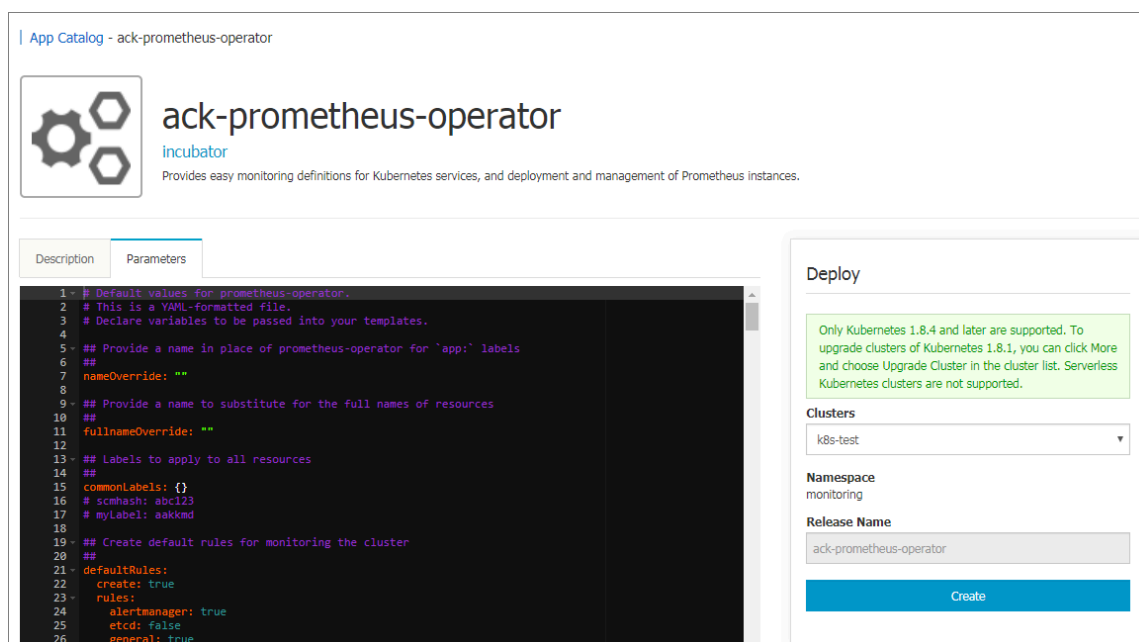 App Catalog - ack-prometheus-operator
ack-prometheus-operator
incubator
Provides easy monitoring definitions for Kubernetes services, and deployment and management of Prometheus instances.
Description
Parameters
1 # Default values for prometheus-operator.
2 # This is a YAML-formatted file.
3 # Declare variables to be passed into your templates.
4
5 ## Provide a name in place of prometheus-operator for `app:` labels
6 ##
7 nameOverride: ""
8
9 ## Provide a name to substitute for the full names of resources
10 ##
11 fullnameOverride: ""
12
13 ## Labels to apply to all resources
14 ##
15 commonLabels: {}
16 # scmhash: abc123
17 # myLabel: aakkmd
18
19 ## Create default rules for monitoring the cluster
20 ##
21 defaultRules:
22 create: true
23 rules:
24 alertmanager: true
25 etcd: false
26 general: true
Deploy
Only Kubernetes 1.8.4 and later are supported. To
upgrade clusters of Kubernetes 1.8.1, you can click More
and choose Upgrade Cluster in the cluster list. Serverless
Kubernetes clusters are not supported.
Clusters
k8s-test
Namespace
monitoring
Release Name
ack-prometheus-operator
Create